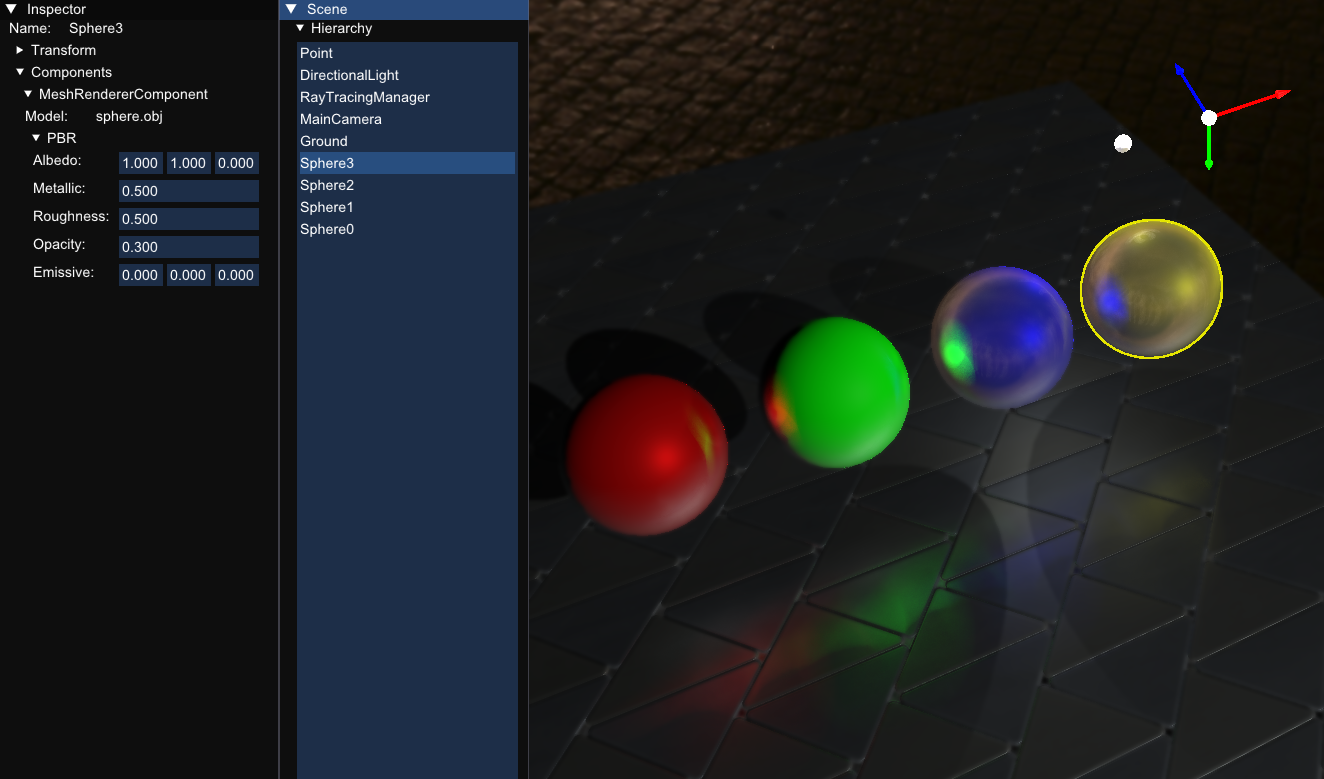 Inspector
Name: Sphere3
Transform
Components
MeshRendererComponent
Model: sphere.obj
PBR
Albedo: 1.000 1.000 0.000
Metallic: 0.500
Roughness: 0.500
Opacity: 0.300
Emissive: 0.000 0.000 0.000
Scene
Hierarchy
Point
DirectionalLight
RayTracingManager
MainCamera
Ground
Sphere3
Sphere2
Sphere1
Sphere0